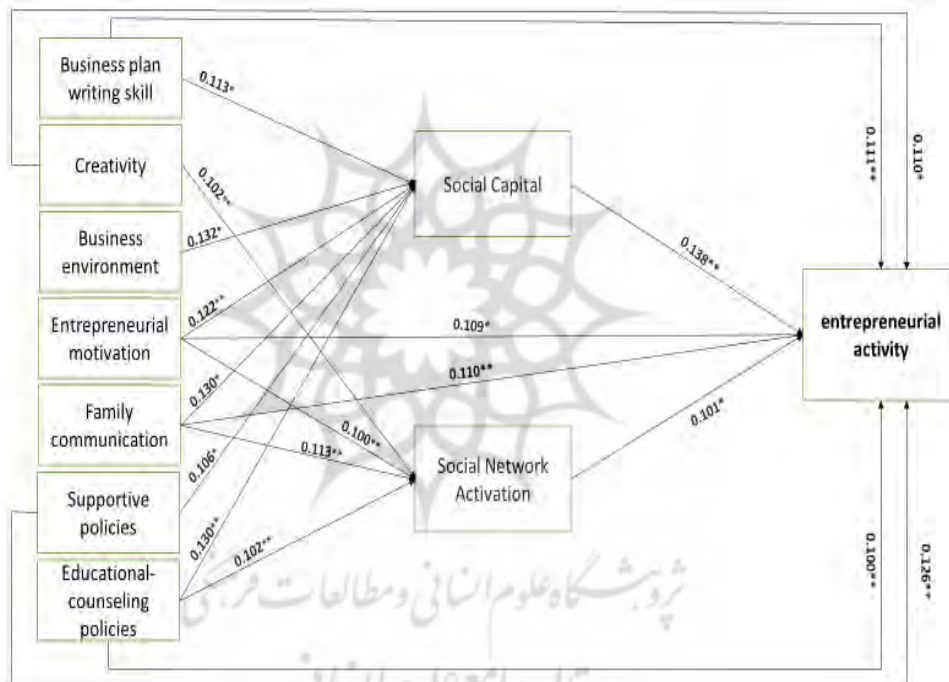 Business plan
writing skill
Creativity
Business
environment
Entrepreneurial
motivation
Family
communication
Supportive
policies
Educational-
counseling
policies
Social Capital
Social Network
Activation
entrepreneurial
activity
0.113*
0.102**
0.132*
0.122**
0.130*
0.106*
0.130**
0.100**
0.113**
0.102**
0.109*
0.110**
0.138**
0.101*
0.111**
0.110*
0.100**
0.126**
پژوهشگاه علوم انسانی و مطالعات فرهنگی